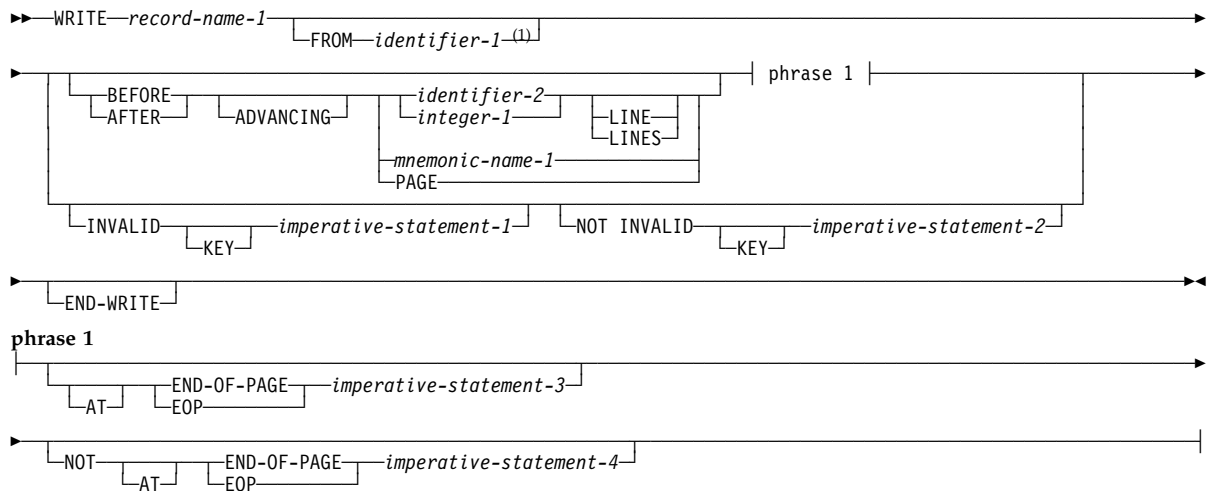 WRITE record-name-1
FROM identifier-1 (1)
phrase 1
BEFORE identifier-2
AFTER ADVANCING integer-1 LINE
LINES
mnemonic-name-1
PAGE
INVALID imperative-statement-1 NOT INVALID imperative-statement-2
KEY KEY
END-WRITE
phrase 1
END-OF-PAGE imperative-statement-3
AT EOP
NOT END-OF-PAGE imperative-statement-4
AT EOP